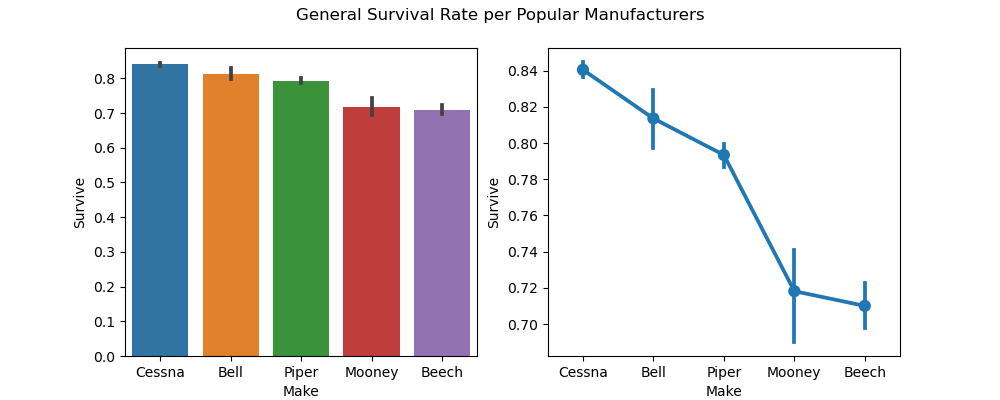 General Survival Rate per Popular Manufacturers
Survive
0.8
0.7
0.6
0.5
0.4
0.3
0.2
0.1
0.0
Cessna Bell Piper Mooney Beech
Make
Survive
0.84
0.82
0.80
0.78
0.76
0.74
0.72
0.70
Cessna Bell Piper Mooney Beech
Make